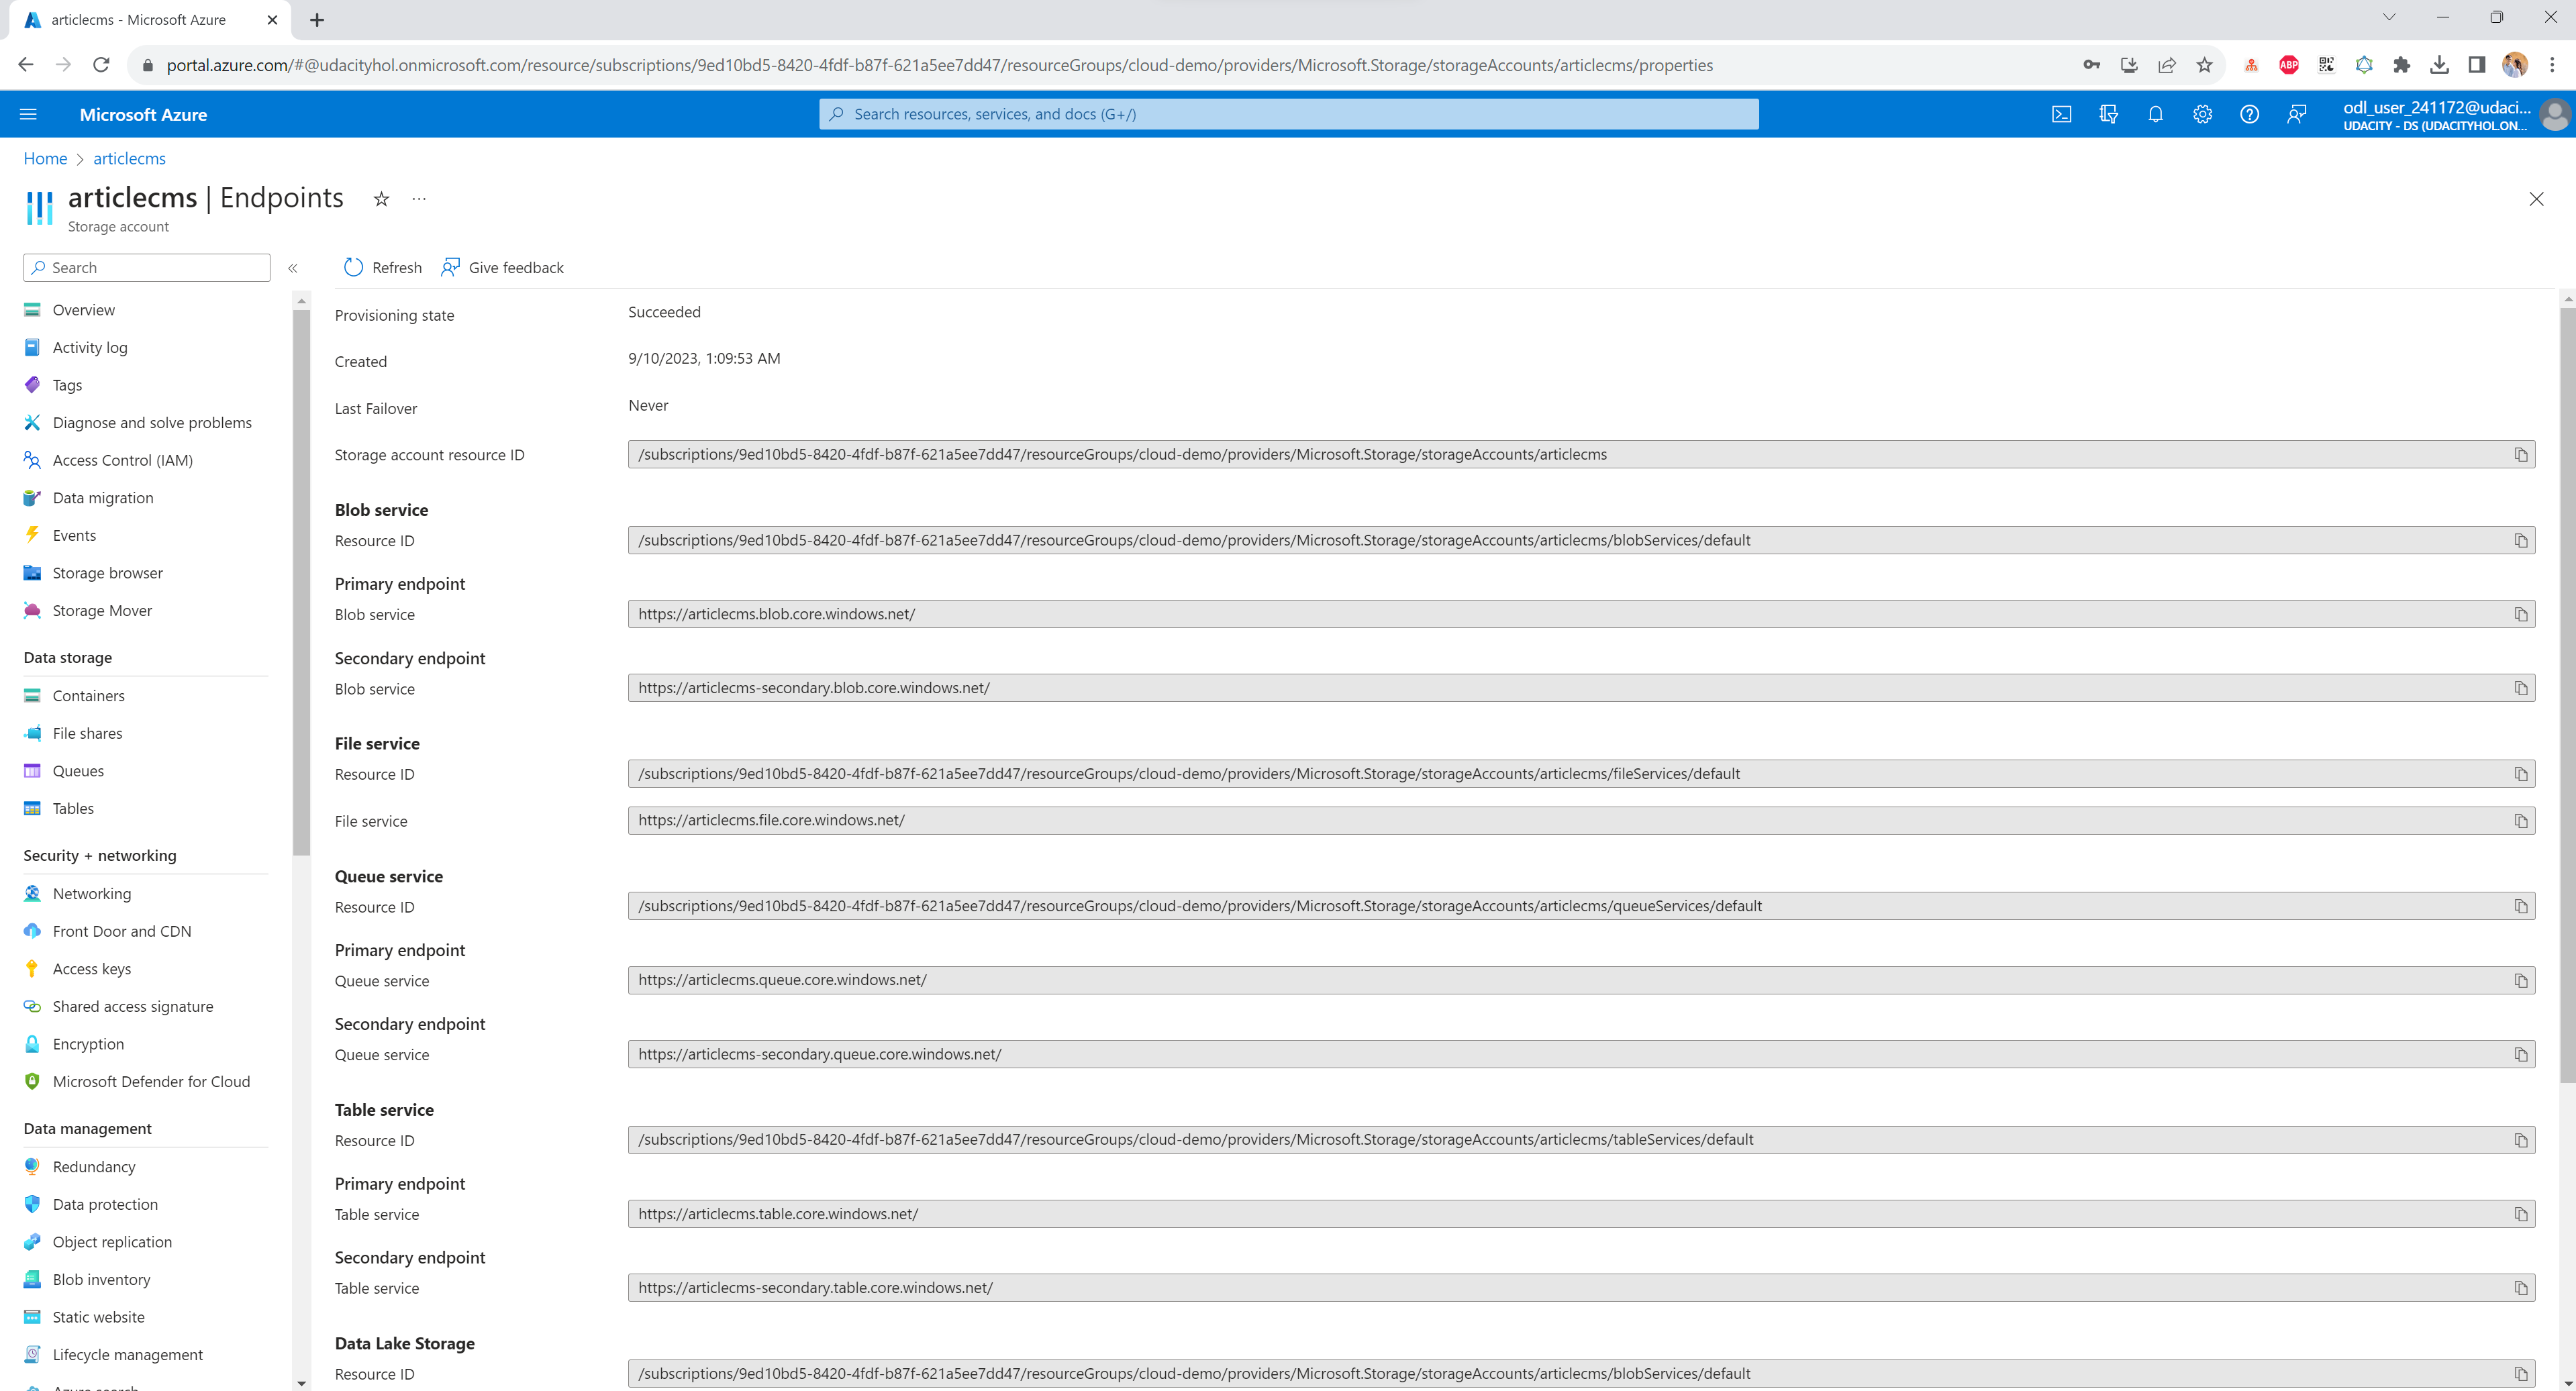 articlecms - Microsoft Azure
portal.azure.com/#@udacityhol.onmicrosoft.com/resource/subscriptions/9ed10bd5-8420-4fdf-b87f-621a5ee7dd47/resourceGroups/cloud-demo/providers/Microsoft.Storage/storageAccounts/articlecms/properties
ABP
Microsoft Azure
Search resources, services, and docs (G+/)
odl_user_241172@udaci...
UDACITY - DS (UDACITYHOL.ON...
Home > articlecms
articlecms | Endpoints
Storage account
Search
Refresh
Give feedback
Overview
Activity log
Tags
Diagnose and solve problems
Access Control (IAM)
Data migration
Events
Storage browser
Storage Mover
Data storage
Containers
File shares
Queues
Tables
Security + networking
Networking
Front Door and CDN
Access keys
Shared access signature
Encryption
Microsoft Defender for Cloud
Data management
Redundancy
Data protection
Object replication
Blob inventory
Static website
Lifecycle management
Azure search
Provisioning state Succeeded
Created 9/10/2023, 1:09:53 AM
Last Failover Never
Storage account resource ID /subscriptions/9ed10bd5-8420-4fdf-b87f-621a5ee7dd47/resourceGroups/cloud-demo/providers/Microsoft.Storage/storageAccounts/articlecms
Blob service
Resource ID /subscriptions/9ed10bd5-8420-4fdf-b87f-621a5ee7dd47/resourceGroups/cloud-demo/providers/Microsoft.Storage/storageAccounts/articlecms/blobServices/default
Primary endpoint
Blob service https://articlecms.blob.core.windows.net/
Secondary endpoint
Blob service https://articlecms-secondary.blob.core.windows.net/
File service
Resource ID /subscriptions/9ed10bd5-8420-4fdf-b87f-621a5ee7dd47/resourceGroups/cloud-demo/providers/Microsoft.Storage/storageAccounts/articlecms/fileServices/default
File service https://articlecms.file.core.windows.net/
Queue service
Resource ID /subscriptions/9ed10bd5-8420-4fdf-b87f-621a5ee7dd47/resourceGroups/cloud-demo/providers/Microsoft.Storage/storageAccounts/articlecms/queueServices/default
Primary endpoint
Queue service https://articlecms.queue.core.windows.net/
Secondary endpoint
Queue service https://articlecms-secondary.queue.core.windows.net/
Table service
Resource ID /subscriptions/9ed10bd5-8420-4fdf-b87f-621a5ee7dd47/resourceGroups/cloud-demo/providers/Microsoft.Storage/storageAccounts/articlecms/tableServices/default
Primary endpoint
Table service https://articlecms.table.core.windows.net/
Secondary endpoint
Table service https://articlecms-secondary.table.core.windows.net/
Data Lake Storage
Resource ID /subscriptions/9ed10bd5-8420-4fdf-b87f-621a5ee7dd47/resourceGroups/cloud-demo/providers/Microsoft.Storage/storageAccounts/articlecms/blobServices/default